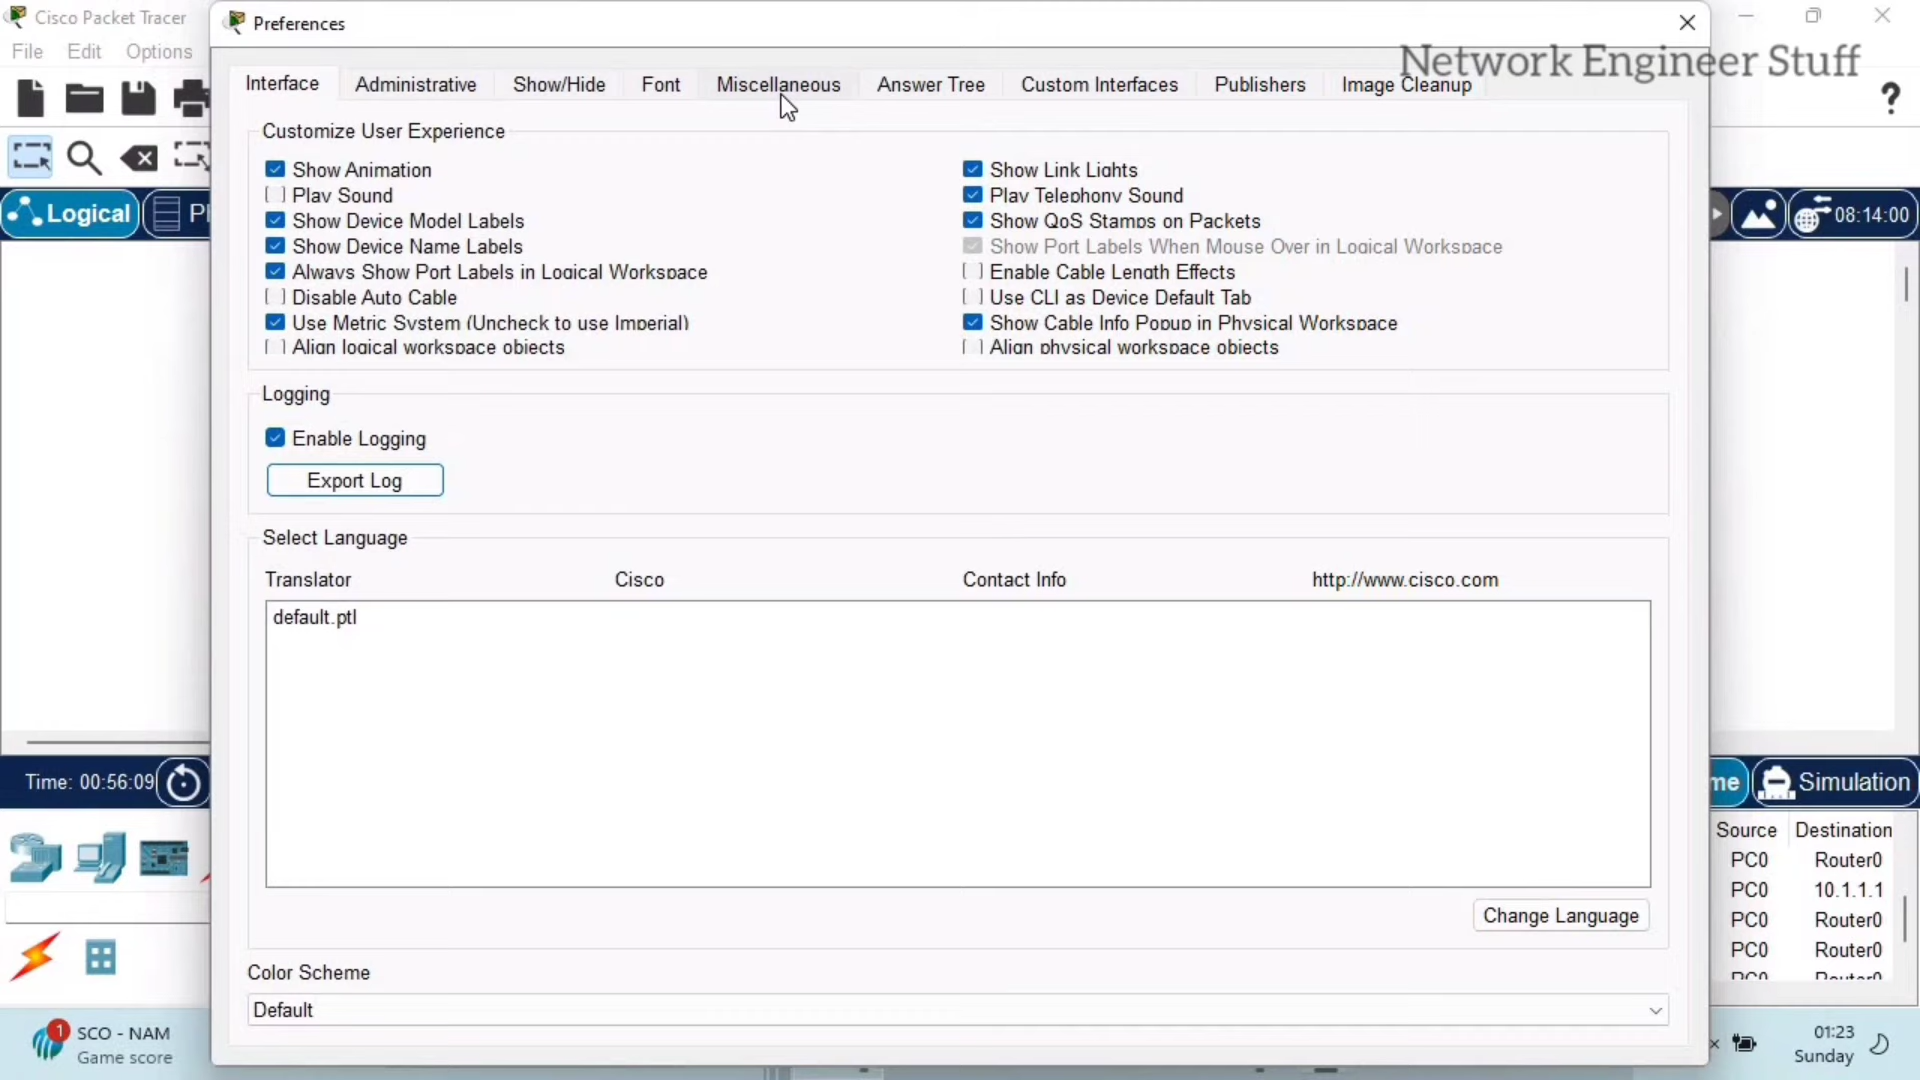 Cisco Packet Tracer
Preferences
File Edit Options
Network Engineer Stuff
Interface Administrative Show/Hide Font Miscellaneous Answer Tree Custom Interfaces Publishers Image Cleanup
?
Customize User Experience
Show Animation
Show Link Lights
Play Sound
Play Telephony Sound
Show Device Model Labels
Show QoS Stamps on Packets
Show Device Name Labels
Show Port Labels When Mouse Over in Logical Workspace
Always Show Port Labels in Logical Workspace
Enable Cable Length Effects
Disable Auto Cable
Use CLI as Device Default Tab
Use Metric System (Uncheck to use Imperial)
Show Cable Info Popup in Physical Workspace
Align logical workspace objects
Align physical workspace objects
Logical
08:14:00
Logging
Enable Logging
Export Log
Select Language
Translator Cisco Contact Info http://www.cisco.com
default.ptl
Change Language
Color Scheme
Default
Time: 00:56:09
me
Simulation
Source Destination
PC0 Router0
PC0 10.1.1.1
PC0 Router0
PC0 Router0
PC0 Router0
1
SCO - NAM
Game score
01:23
Sunday